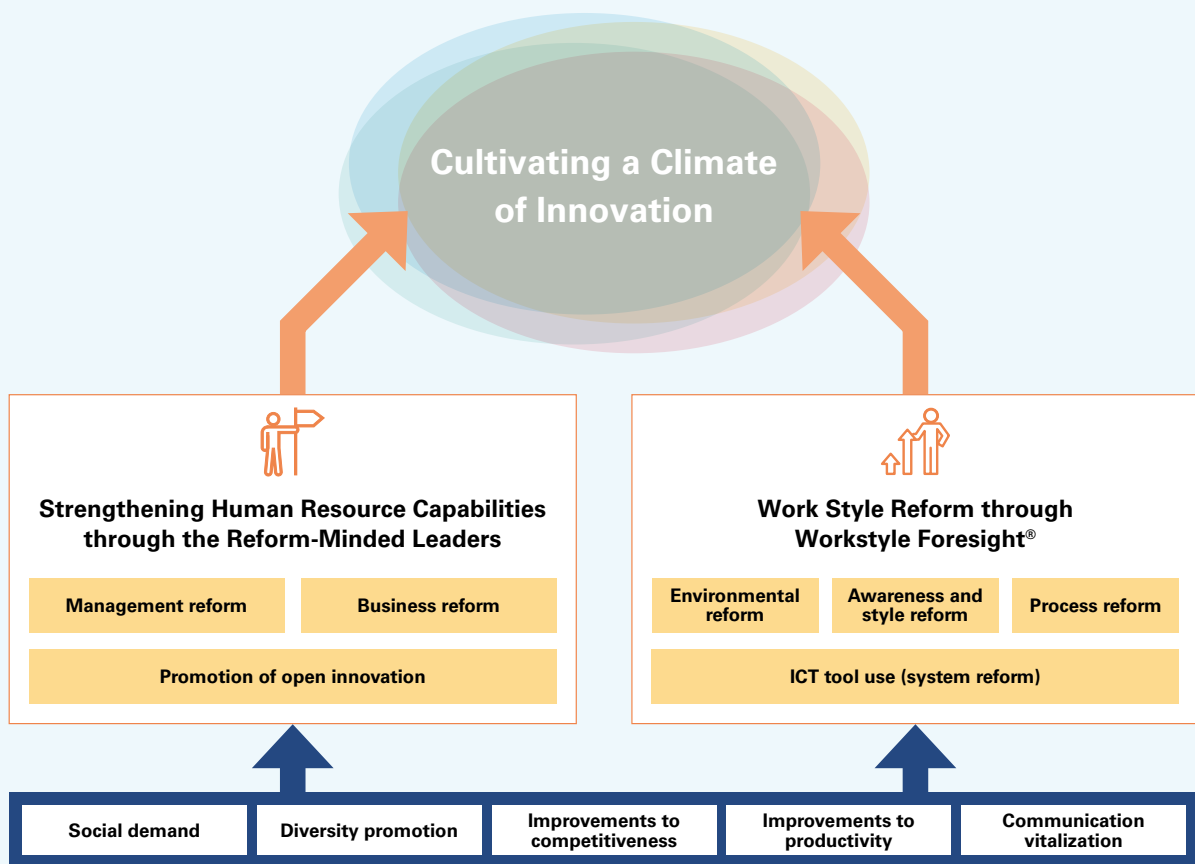 Cultivating a Climate
of Innovation
Strengthening Human Resource Capabilities
through the Reform-Minded Leaders
Management reform
Business reform
Promotion of open innovation
Work Style Reform through
Workstyle Foresight®
Environmental
reform
Awareness and
style reform
Process reform
ICT tool use (system reform)
Social demand
Diversity promotion
Improvements to
competitiveness
Improvements to
productivity
Communication
vitalization